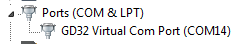 Ports (COM & LPT)
GD32 Virtual Com Port (COM14)